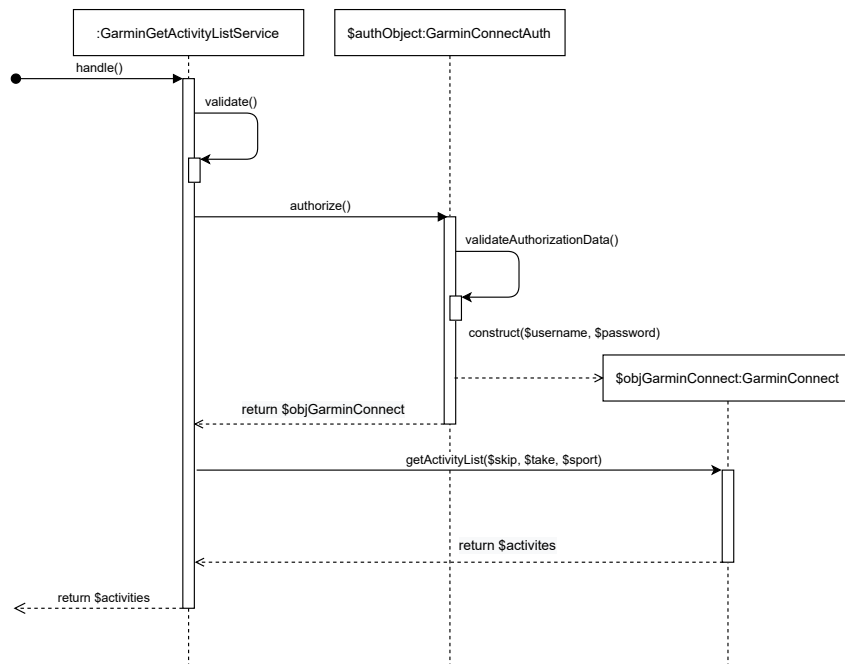 :GarminGetActivityListService
$authObject:GarminConnectAuth
handle()
validate()
authorize()
validateAuthorizationData()
construct($username, $password)
$objGarminConnect:GarminConnect
return $objGarminConnect
getActivityList($skip, $take, $sport)
return $activites
return $activities